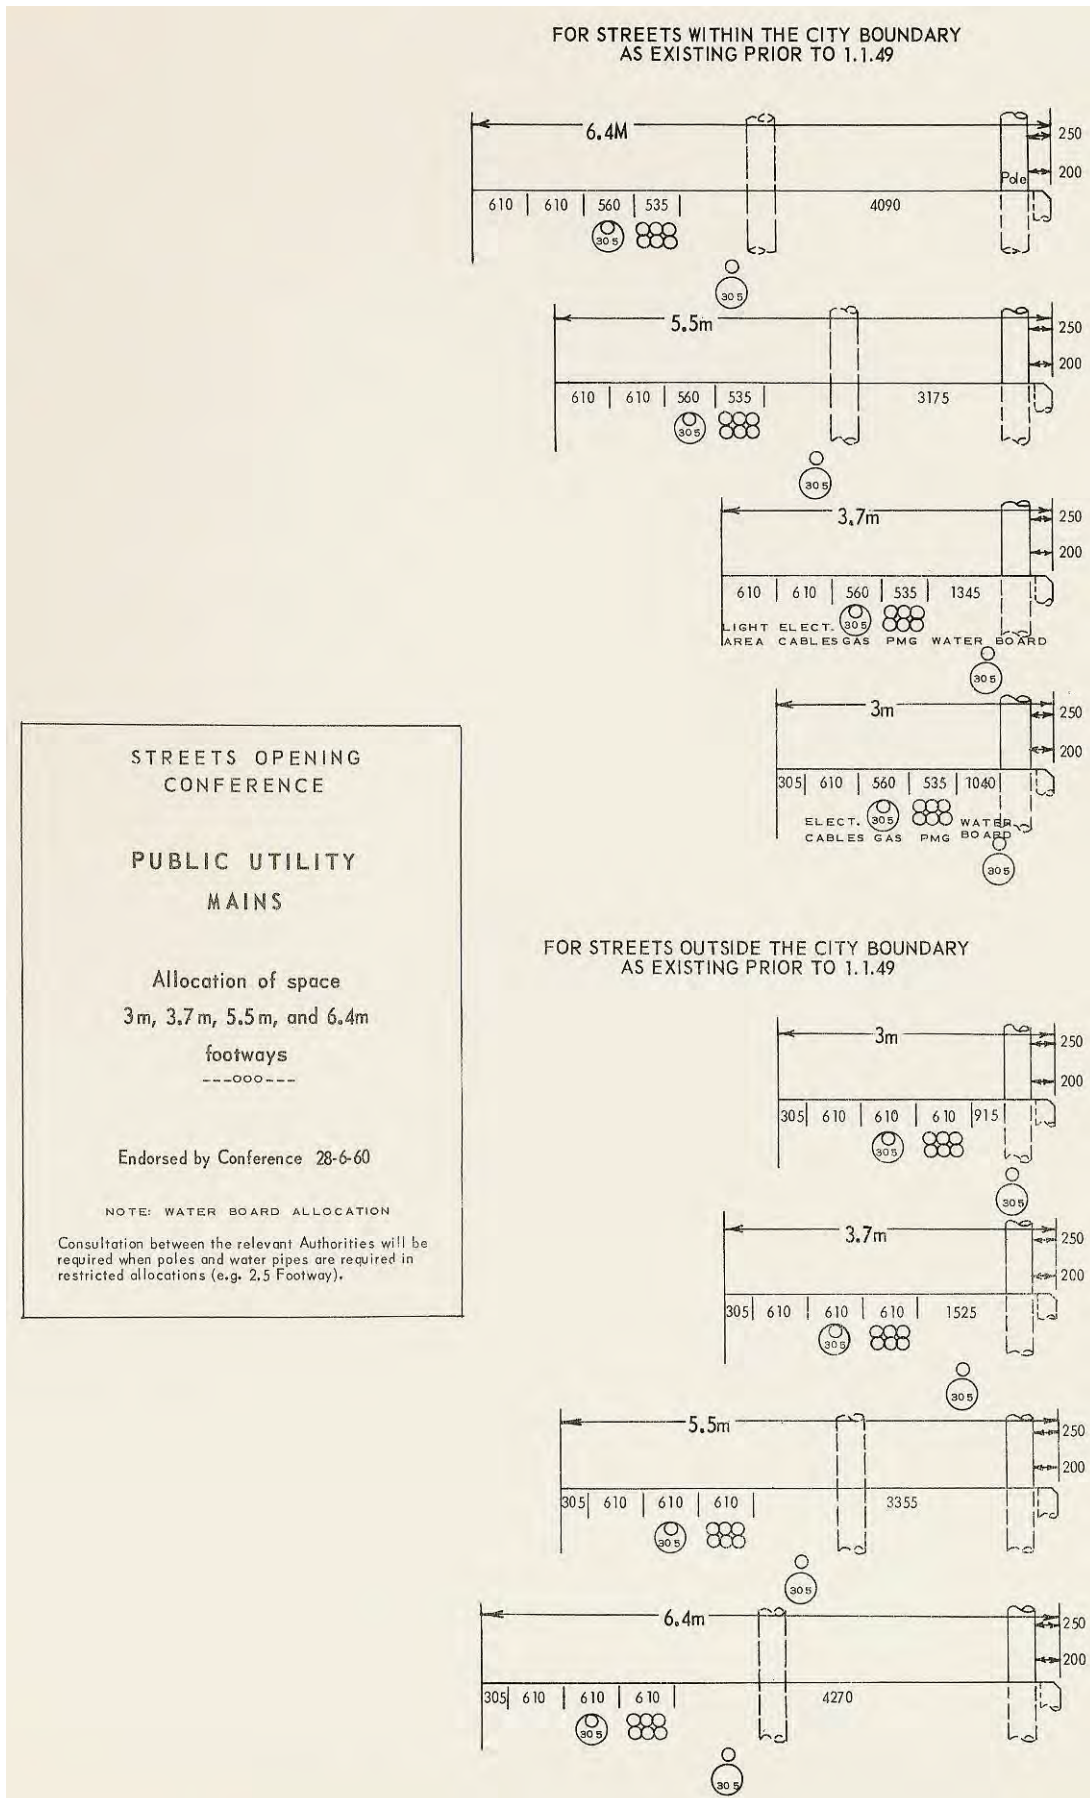 FOR STREETS WITHIN THE CITY BOUNDARY
AS EXISTING PRIOR TO 1.1.49
6.4M
250
Pole
200
610 | 610 | 560 | 535 | 4090
305
305
5.5m
250
200
610 | 610 | 560 | 535 | 3175
305
305
3.7m
250
200
610 | 610 | 560 | 535 | 1345
305
LIGHT ELECT.
AREA CABLES GAS PMG WATER BOARD
305
3m
250
200
305 | 610 | 560 | 535 | 1040
ELECT. 305 WATER
CABLES GAS PMG BOARD
305
STREETS OPENING
CONFERENCE
PUBLIC UTILITY
MAINS
Allocation of space
3m, 3.7m, 5.5m, and 6.4m
footways
---ooo---
Endorsed by Conference 28-6-60
NOTE: WATER BOARD ALLOCATION
Consultation between the relevant Authorities will be
required when poles and water pipes are required in
restricted allocations (e.g. 2.5 Footway).
FOR STREETS OUTSIDE THE CITY BOUNDARY
AS EXISTING PRIOR TO 1.1.49
3m
250
200
305 | 610 | 610 | 610 | 915
305
305
3.7m
250
200
305 | 610 | 610 | 610 | 1525
305
305
5.5m
250
200
305 | 610 | 610 | 610 | 3355
305
305
6.4m
250
200
305 | 610 | 610 | 610 | 4270
305
305